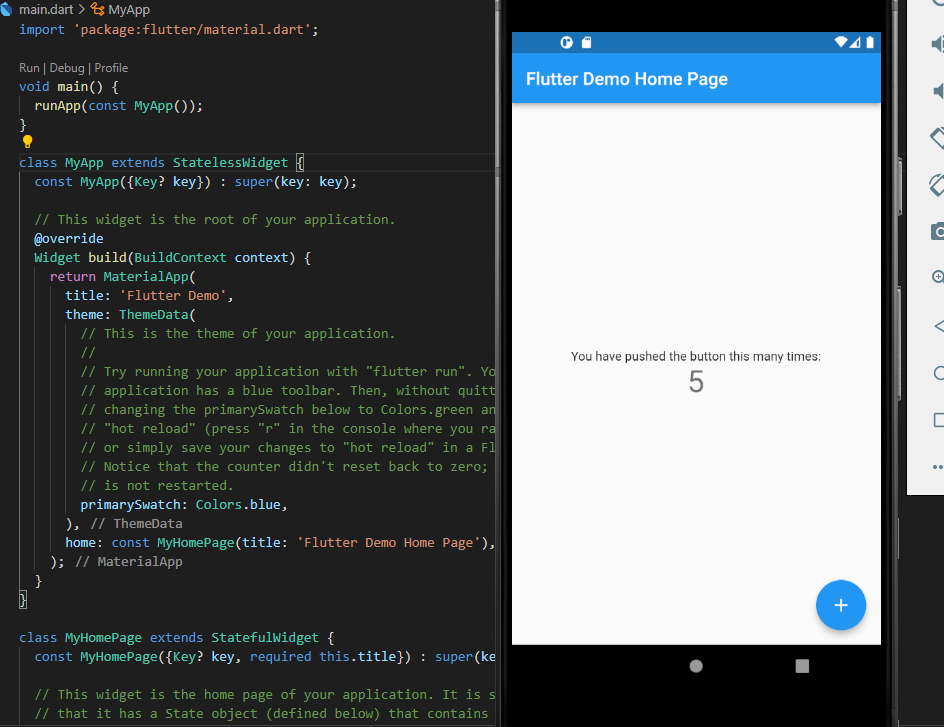 main.dart > MyApp
import 'package:flutter/material.dart';
Run | Debug | Profile
void main() {
runApp(const MyApp());
}
class MyApp extends StatelessWidget {
const MyApp({Key? key}) : super(key: key);
// This widget is the root of your application.
@override
Widget build(BuildContext context) {
return MaterialApp(
title: 'Flutter Demo',
theme: ThemeData(
// This is the theme of your application.
//
// Try running your application with "flutter run". Yo
// application has a blue toolbar. Then, without quitt
// changing the primarySwatch below to Colors.green an
// "hot reload" (press "r" in the console where you ra
// or simply save your changes to "hot reload" in a Fl
// Notice that the counter didn't reset back to zero;
// is not restarted.
primarySwatch: Colors.blue,
), // ThemeData
home: const MyHomePage(title: 'Flutter Demo Home Page'),
); // MaterialApp
}
}
class MyHomePage extends StatefulWidget {
const MyHomePage({Key? key, required this.title}) : super(ke
// This widget is the home page of your application. It is s
// that it has a State object (defined below) that contains
Flutter Demo Home Page
You have pushed the button this many times:
5
+